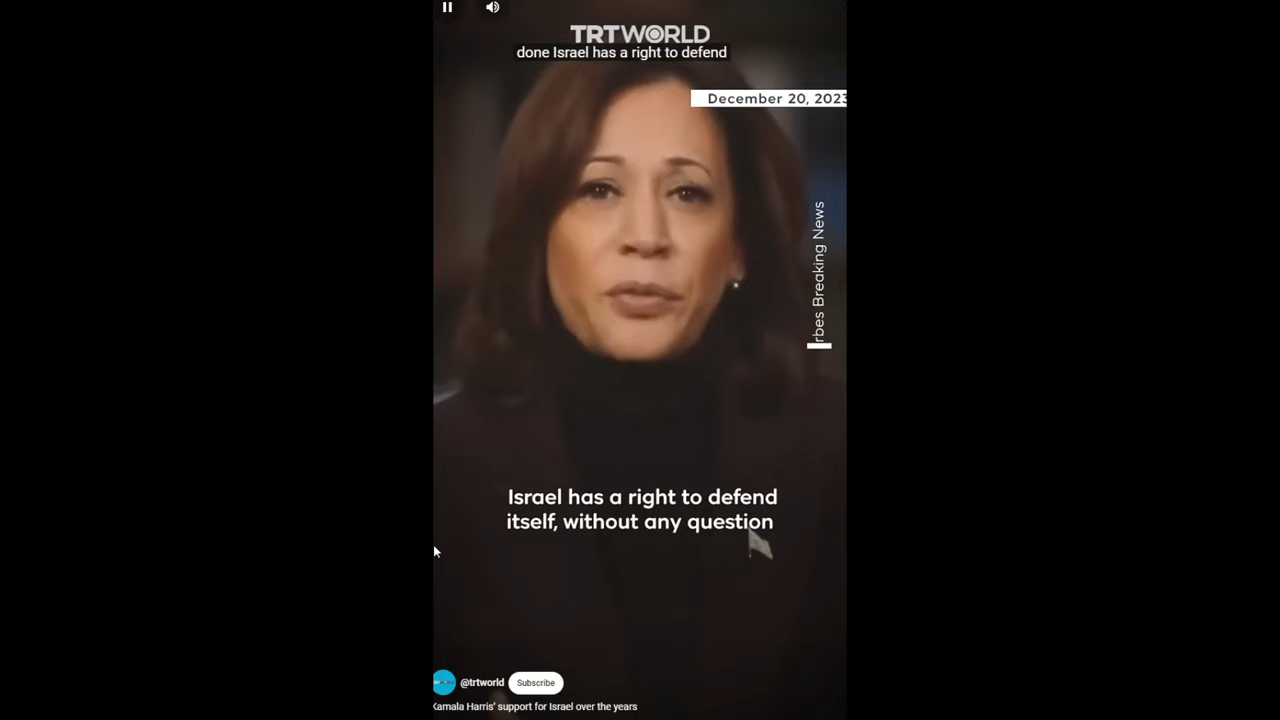 TRTWORLD
done Israel has a right to defend
December 20, 2023
rbes Breaking News
Israel has a right to defend
itself, without any question
@trtworld
Subscribe
Kamala Harris' support for Israel over the years